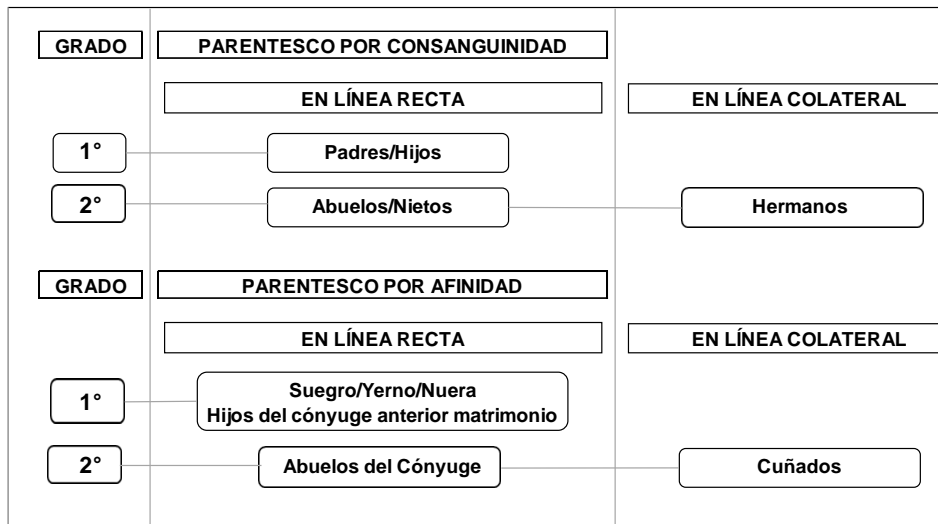 GRADO
PARENTESCO POR CONSANGUINIDAD
EN LÍNEA RECTA
EN LÍNEA COLATERAL
1°
Padres/Hijos
2°
Abuelos/Nietos
Hermanos
GRADO
PARENTESCO POR AFINIDAD
EN LÍNEA RECTA
EN LÍNEA COLATERAL
1°
Suegro/Yerno/Nuera
Hijos del cónyuge anterior matrimonio
2°
Abuelos del Cónyuge
Cuñados